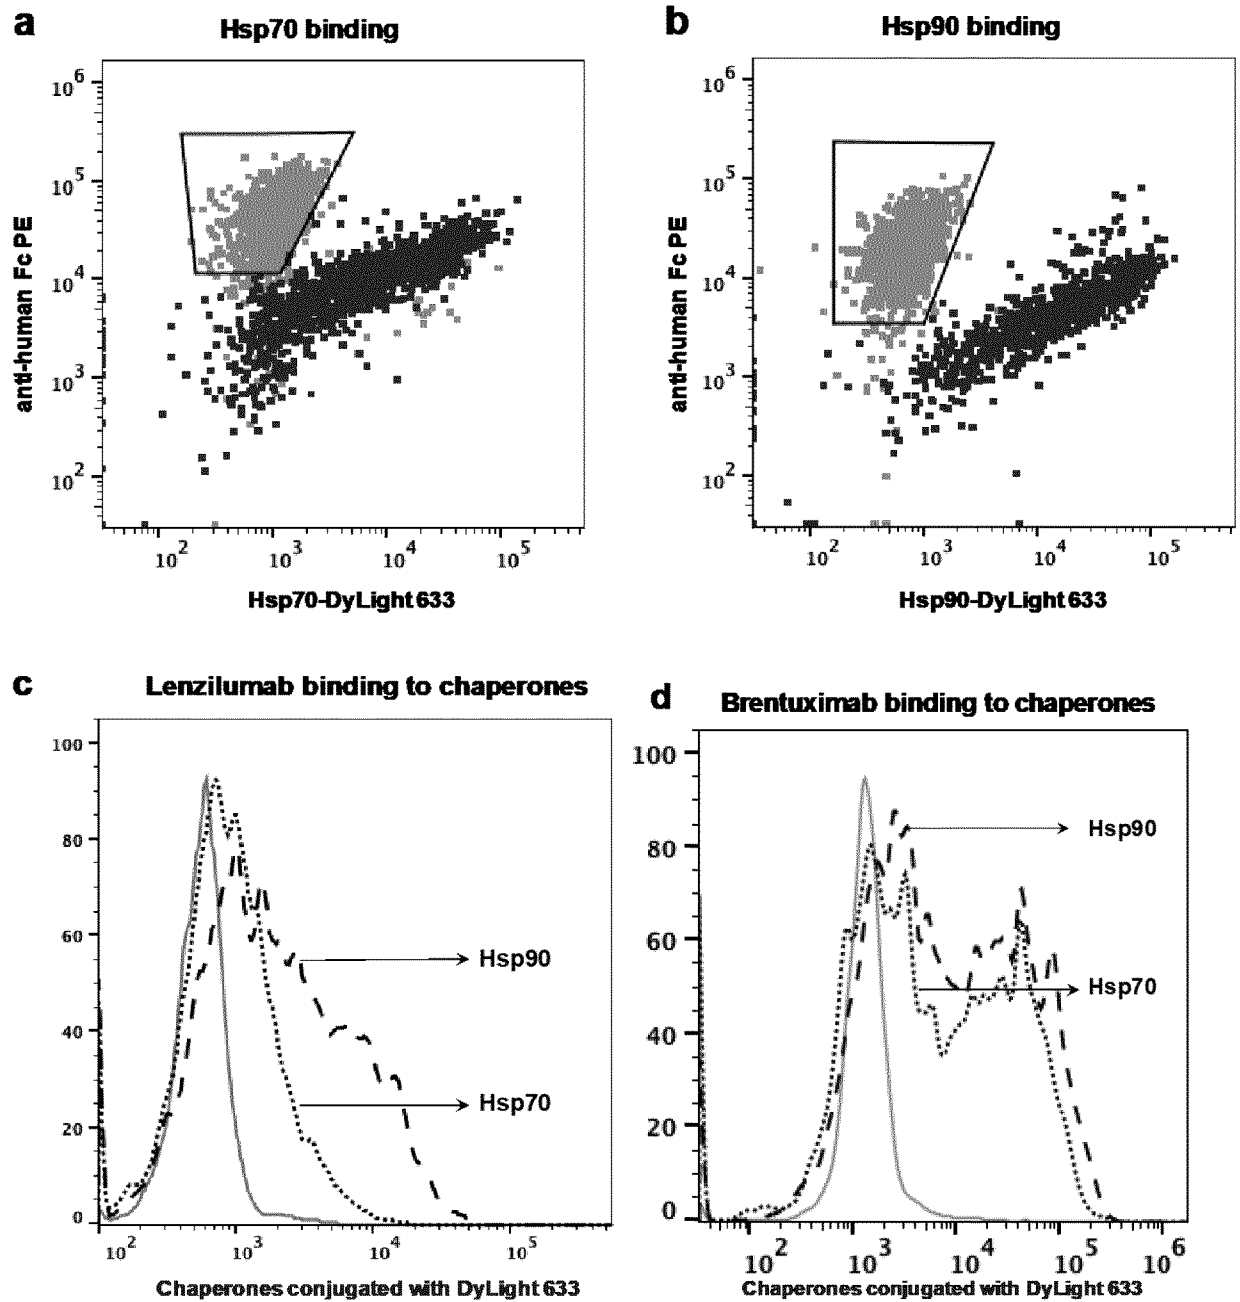 a
Hsp70 binding
b
Hsp90 binding
10^6
10^5
10^4
10^3
10^2
anti-human Fc PE
10^2 10^3 10^4 10^5
Hsp70-DyLight 633
10^6
10^5
10^4
10^3
10^2
anti-human Fc PE
10^2 10^3 10^4 10^5
Hsp90-DyLight 633
c
Lenzilumab binding to chaperones
100
80
60
40
20
0
Hsp90
Hsp70
10^2 10^3 10^4 10^5
Chaperones conjugated with DyLight 633
d
Brentuximab binding to chaperones
100
80
60
40
20
0
Hsp90
Hsp70
10^2 10^3 10^4 10^5 10^6
Chaperones conjugated with DyLight 633